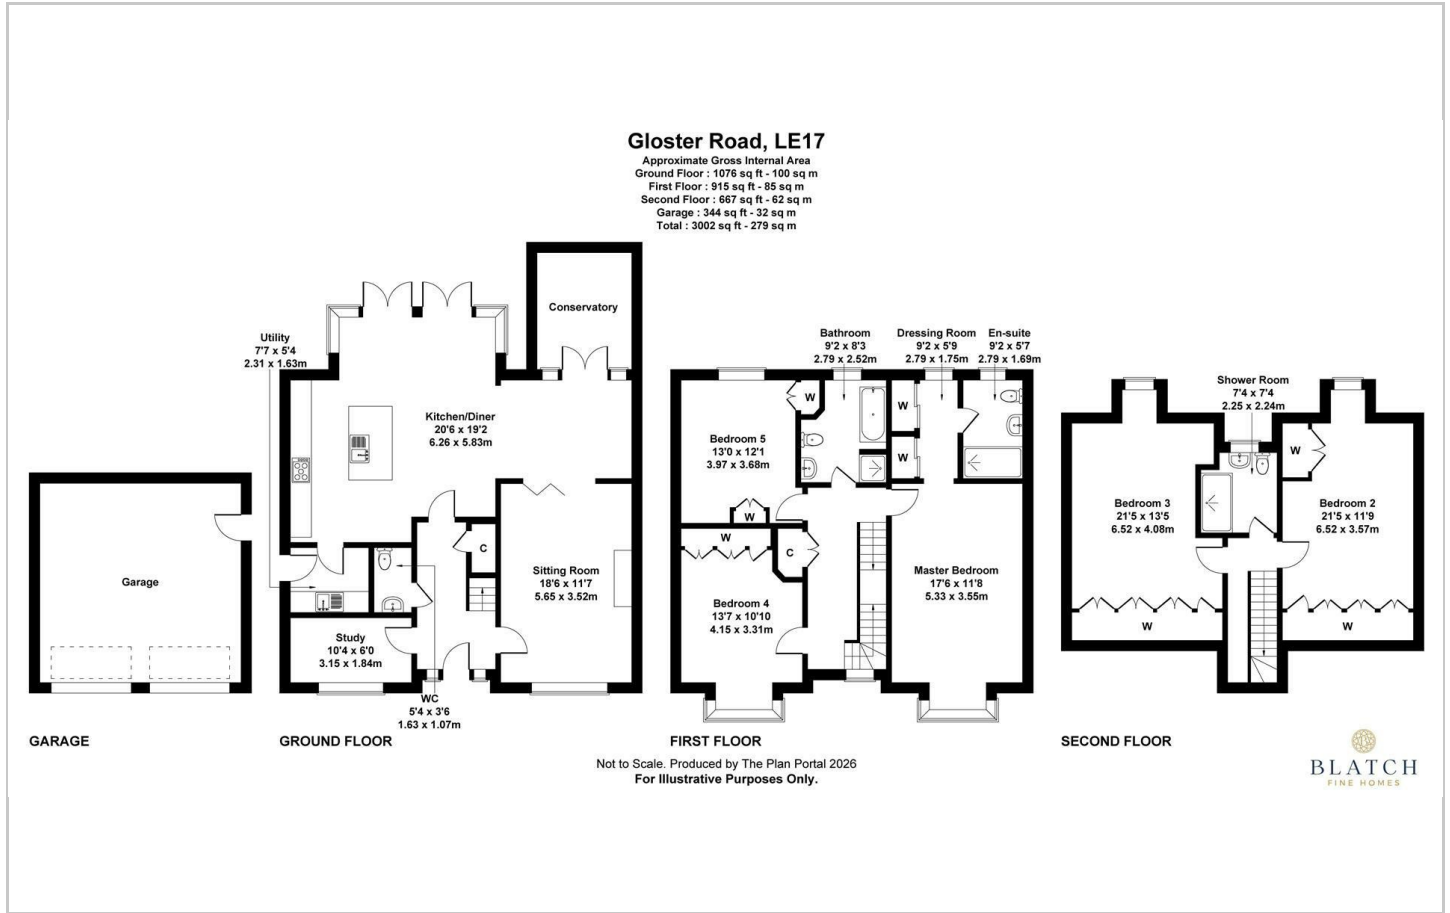 Gloster Road, LE17
Approximate Gross Internal Area
Ground Floor : 1076 sq ft - 100 sq m
First Floor : 915 sq ft - 85 sq m
Second Floor : 667 sq ft - 62 sq m
Garage : 344 sq ft - 32 sq m
Total : 3002 sq ft - 279 sq m
Garage
GARAGE
Conservatory
Utility
7'7 x 5'4
2.31 x 1.63m
Kitchen/Diner
20'6 x 19'2
6.26 x 5.83m
C
Sitting Room
18'6 x 11'7
5.65 x 3.52m
Study
10'4 x 6'0
3.15 x 1.84m
WC
5'4 x 3'6
1.63 x 1.07m
GROUND FLOOR
Bathroom
9'2 x 8'3
2.79 x 2.52m
Dressing Room
9'2 x 5'9
2.79 x 1.75m
En-suite
9'2 x 5'7
2.79 x 1.69m
W
W
W
Bedroom 5
13'0 x 12'1
3.97 x 3.68m
W
W
C
Bedroom 4
13'7 x 10'10
4.15 x 3.31m
Master Bedroom
17'6 x 11'8
5.33 x 3.55m
FIRST FLOOR
Shower Room
7'4 x 7'4
2.25 x 2.24m
W
Bedroom 3
21'5 x 13'5
6.52 x 4.08m
Bedroom 2
21'5 x 11'9
6.52 x 3.57m
W
W
SECOND FLOOR
Not to Scale. Produced by The Plan Portal 2026
For Illustrative Purposes Only.
BLATCH
FINE HOMES